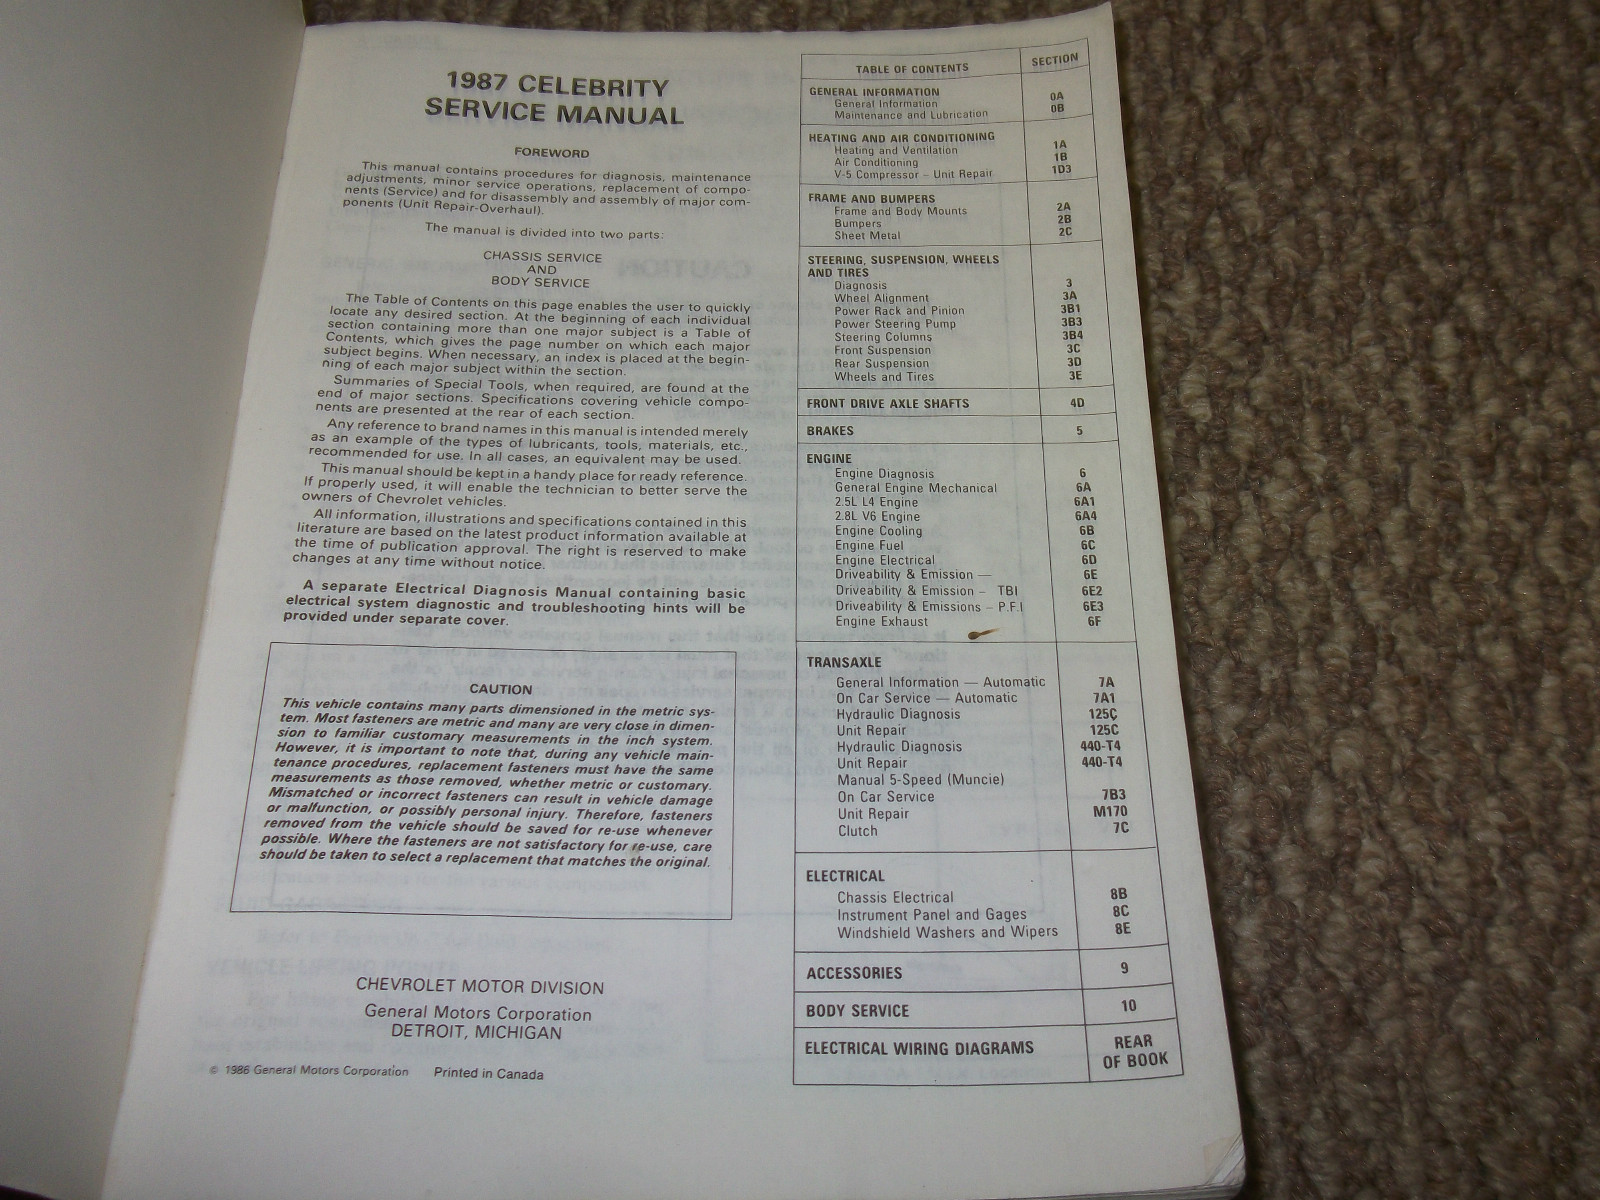 1987 CELEBRITY
SERVICE MANUAL
FOREWORD
This manual contains procedures for diagnosis, maintenance
adjustments, minor service operations, replacement of compo-
nents (Service) and for disassembly and assembly of major com-
ponents (Unit Repair-Overhaul).
The manual is divided into two parts:
CHASSIS SERVICE
AND
BODY SERVICE
The Table of Contents on this page enables the user to quickly
locate any desired section. At the beginning of each individual
section containing more than one major subject is a Table of
Contents, which gives the page number on which each major
subject begins. When necessary, an index is placed at the begin-
ning of each major subject within the section.
Summaries of Special Tools, when required, are found at the
end of major sections. Specifications covering vehicle compo-
nents are presented at the rear of each section.
Any reference to brand names in this manual is intended merely
as an example of the types of lubricants, tools, materials, etc.,
recommended for use. In all cases, an equivalent may be used.
This manual should be kept in a handy place for ready reference.
If properly used, it will enable the technician to better serve the
owners of Chevrolet vehicles.
All information, illustrations and specifications contained in this
literature are based on the latest product information available at
the time of publication approval. The right is reserved to make
changes at any time without notice.
A separate Electrical Diagnosis Manual containing basic
electrical system diagnostic and troubleshooting hints will be
provided under separate cover.
CAUTION
This vehicle contains many parts dimensioned in the metric sys-
tem. Most fasteners are metric and many are very close in dimen-
sion to familiar customary measurements in the inch system.
However, it is important to note that, during any vehicle main-
tenance procedures, replacement fasteners must have the same
measurements as those removed, whether metric or customary.
Mismatched or incorrect fasteners can result in vehicle damage
or malfunction, or possibly personal injury. Therefore, fasteners
removed from the vehicle should be saved for re-use whenever
possible. Where the fasteners are not satisfactory for re-use, care
should be taken to select a replacement that matches the original.
CHEVROLET MOTOR DIVISION
General Motors Corporation
DETROIT, MICHIGAN
© 1986 General Motors Corporation Printed in Canada
TABLE OF CONTENTS SECTION
GENERAL INFORMATION
General Information 0A
Maintenance and Lubrication 0B
HEATING AND AIR CONDITIONING
Heating and Ventilation 1A
Air Conditioning 1B
V-5 Compressor - Unit Repair 1D3
FRAME AND BUMPERS
Frame and Body Mounts 2A
Bumpers 2B
Sheet Metal 2C
STEERING, SUSPENSION, WHEELS
AND TIRES
Diagnosis 3
Wheel Alignment 3A
Power Rack and Pinion 3B1
Power Steering Pump 3B3
Steering Columns 3B4
Front Suspension 3C
Rear Suspension 3D
Wheels and Tires 3E
FRONT DRIVE AXLE SHAFTS 4D
BRAKES 5
ENGINE
Engine Diagnosis 6
General Engine Mechanical 6A
2.5L L4 Engine 6A1
2.8L V6 Engine 6A4
Engine Cooling 6B
Engine Fuel 6C
Engine Electrical 6D
Driveability & Emission — 6E
Driveability & Emission - TBI 6E2
Driveability & Emissions - P.F.I 6E3
Engine Exhaust 6F
TRANSAXLE
General Information — Automatic 7A
On Car Service — Automatic 7A1
Hydraulic Diagnosis 125C
Unit Repair 125C
Hydraulic Diagnosis 440-T4
Unit Repair 440-T4
Manual 5-Speed (Muncie)
On Car Service 7B3
Unit Repair M170
Clutch 7C
ELECTRICAL
Chassis Electrical 8B
Instrument Panel and Gages 8C
Windshield Washers and Wipers 8E
ACCESSORIES 9
BODY SERVICE 10
ELECTRICAL WIRING DIAGRAMS REAR
OF BOOK